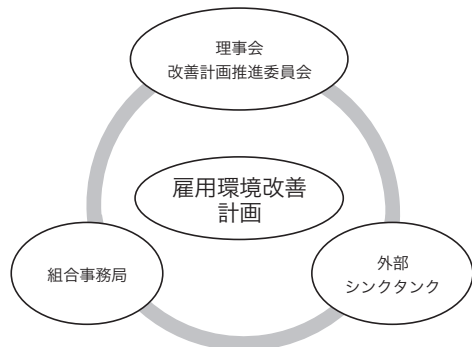 理事会
改善計画推進委員会
雇用環境改善
計画
組合事務局
外部
シンクタンク